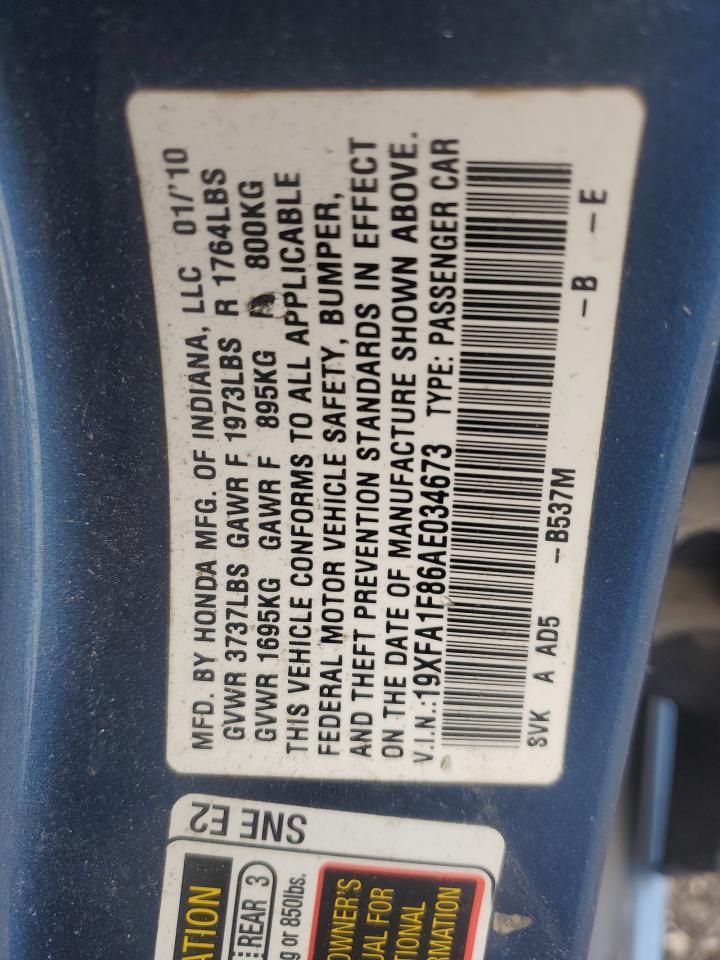 MFD. BY HONDA MFG. OF INDIANA, LLC 01/'10
GVWR 3737LBS GAWR F 1973LBS R 1764LBS
GVWR 1695KG GAWR F 895KG 800KG
THIS VEHICLE CONFORMS TO ALL APPLICABLE
FEDERAL MOTOR VEHICLE SAFETY, BUMPER,
AND THEFT PREVENTION STANDARDS IN EFFECT
ON THE DATE OF MANUFACTURE SHOWN ABOVE.
V.I.N.:19XFA1F86AE034673 TYPE: PASSENGER CAR
SVK A AD5 -B537M -B -E
SNE E2
ATION
REAR 3
g or 850lbs.
OWNER'S
UAL FOR
TIONAL
RMATION